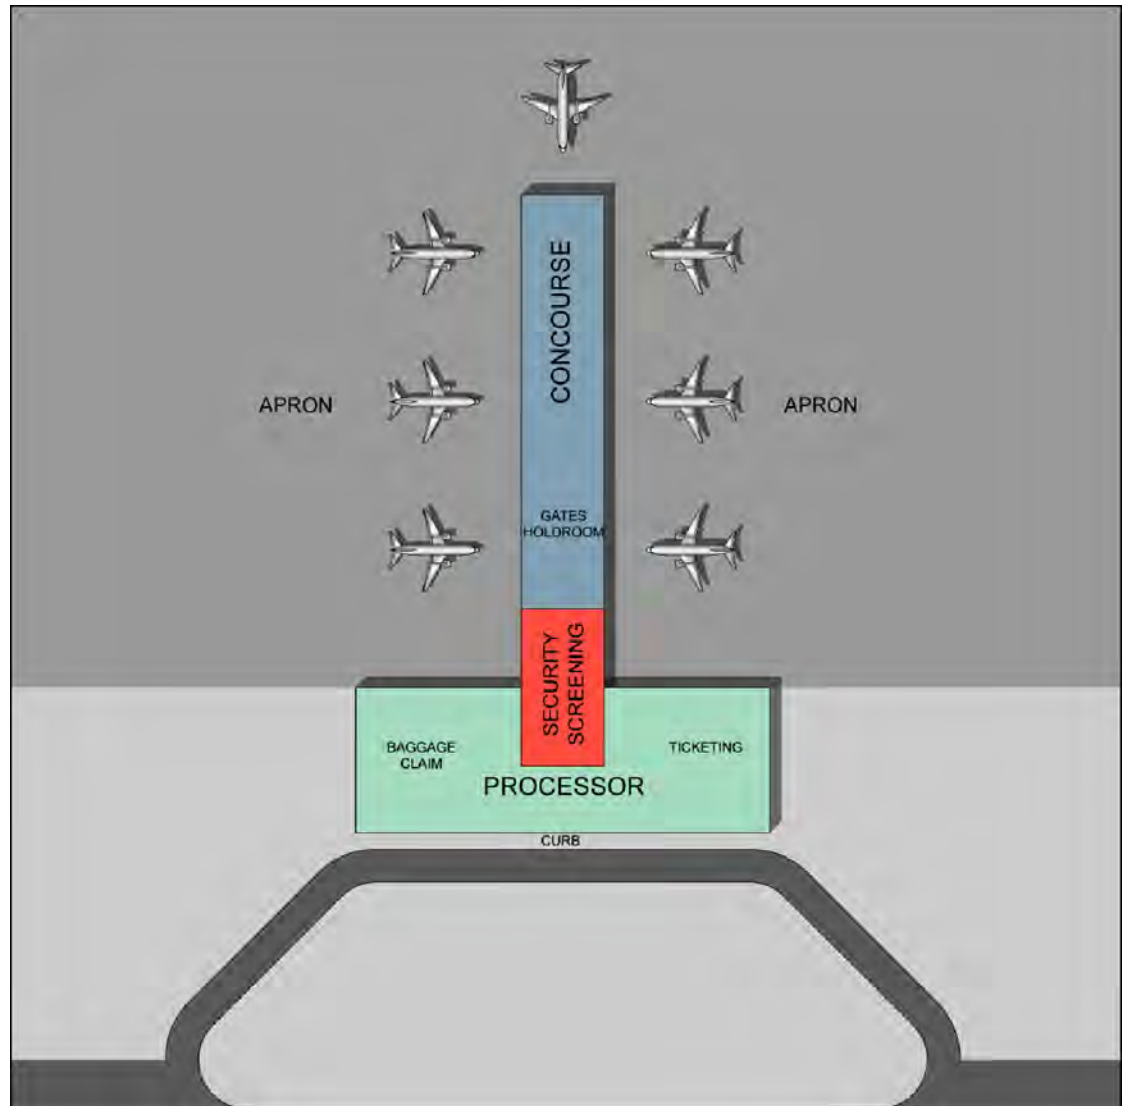 CONCOURSE
APRON
APRON
GATES
HOLDROOM
SECURITY
SCREENING
BAGGAGE
CLAIM
TICKETING
PROCESSOR
CURB